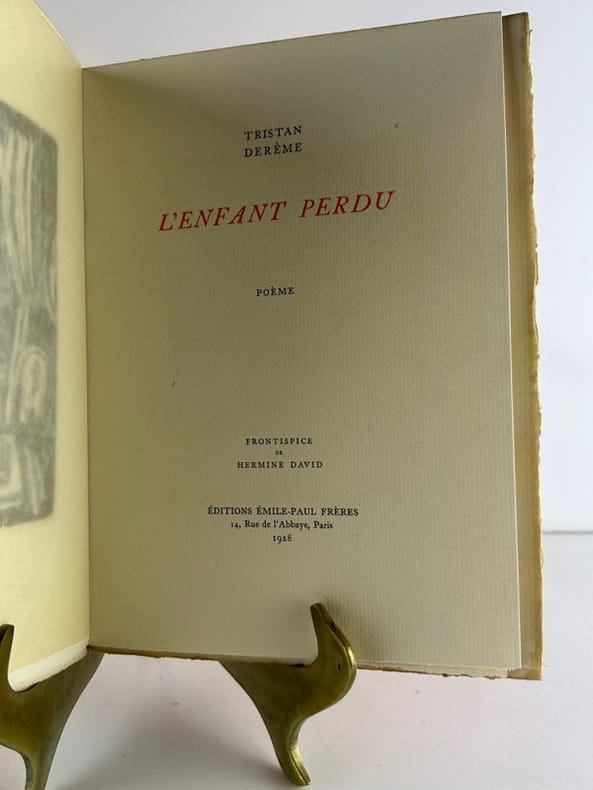 TRISTAN
DERÈME
L'ENFANT PERDU
POÈME
FRONTISPICE
DE
HERMINE DAVID
ÉDITIONS ÉMILE-PAUL FRÈRES
14, Rue de l'Abbaye, Paris
1928